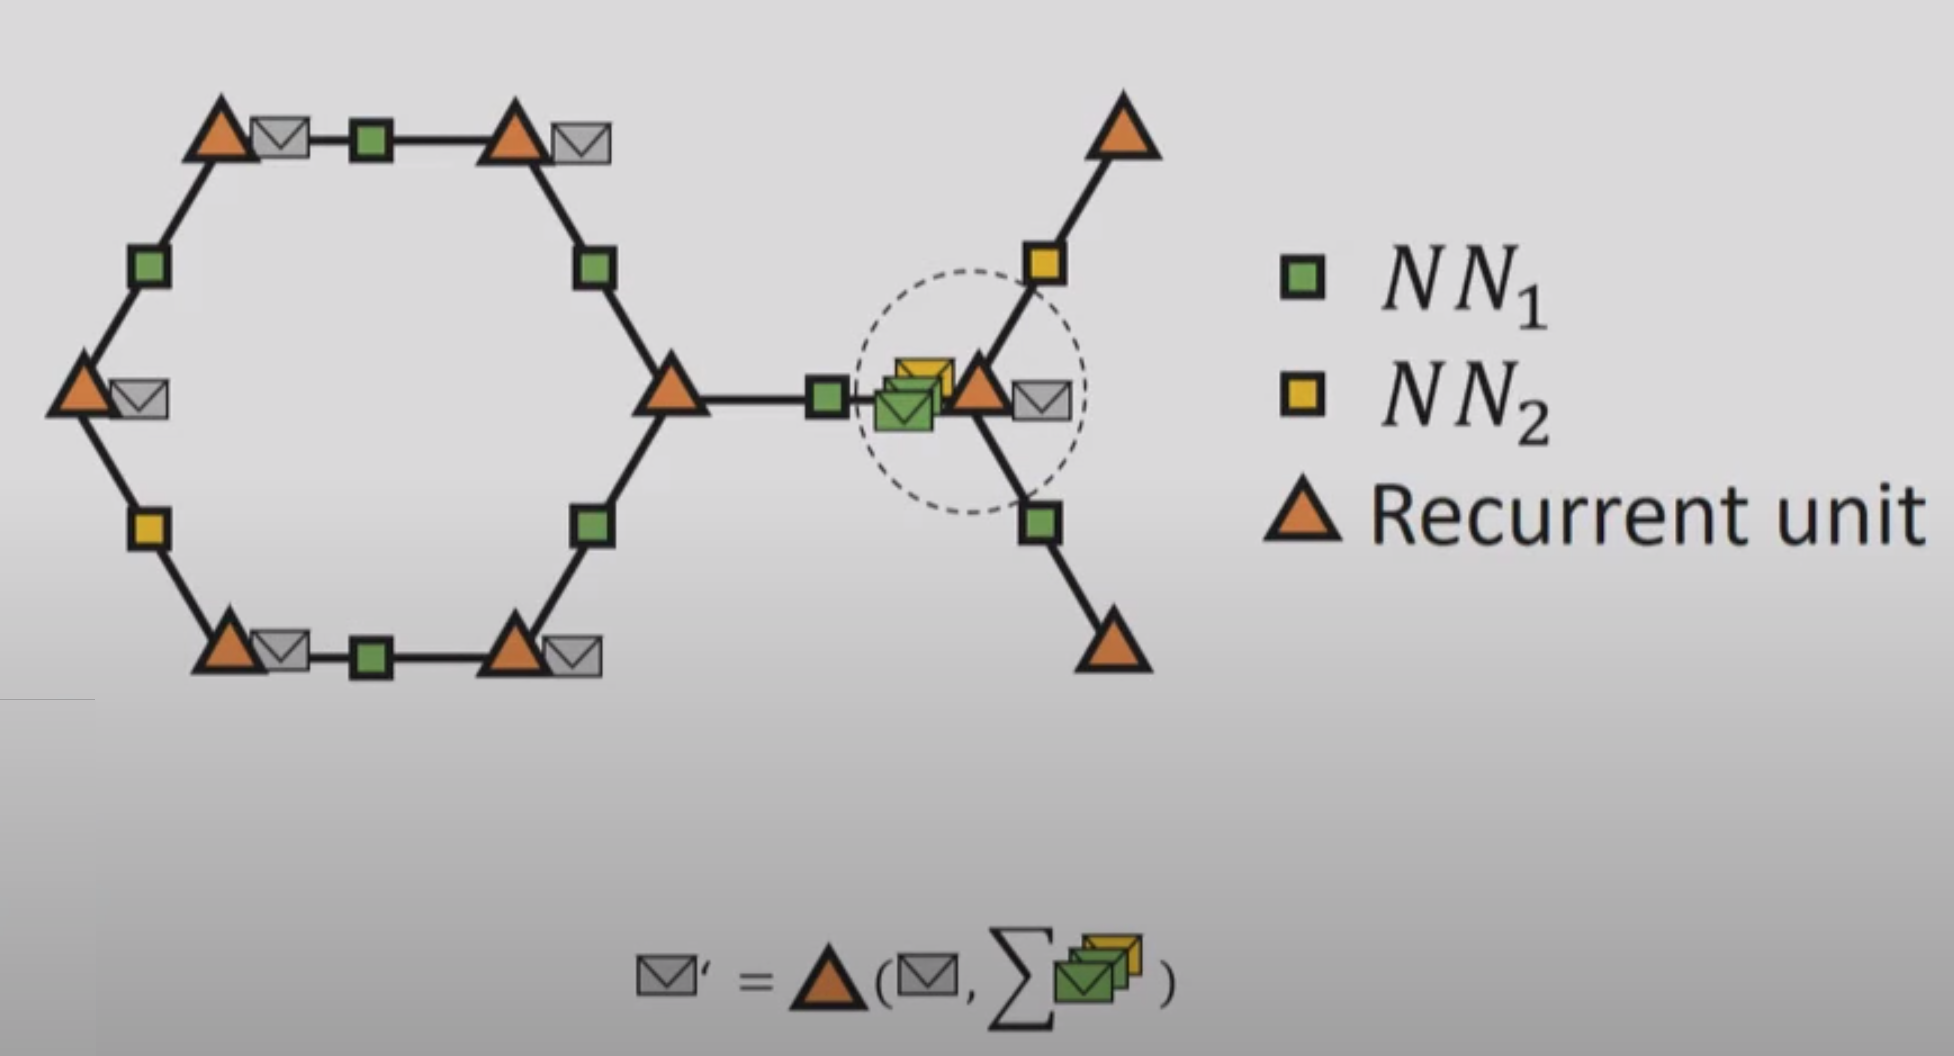 NN₁
NN₂
Recurrent unit
′ = ( , ∑ )